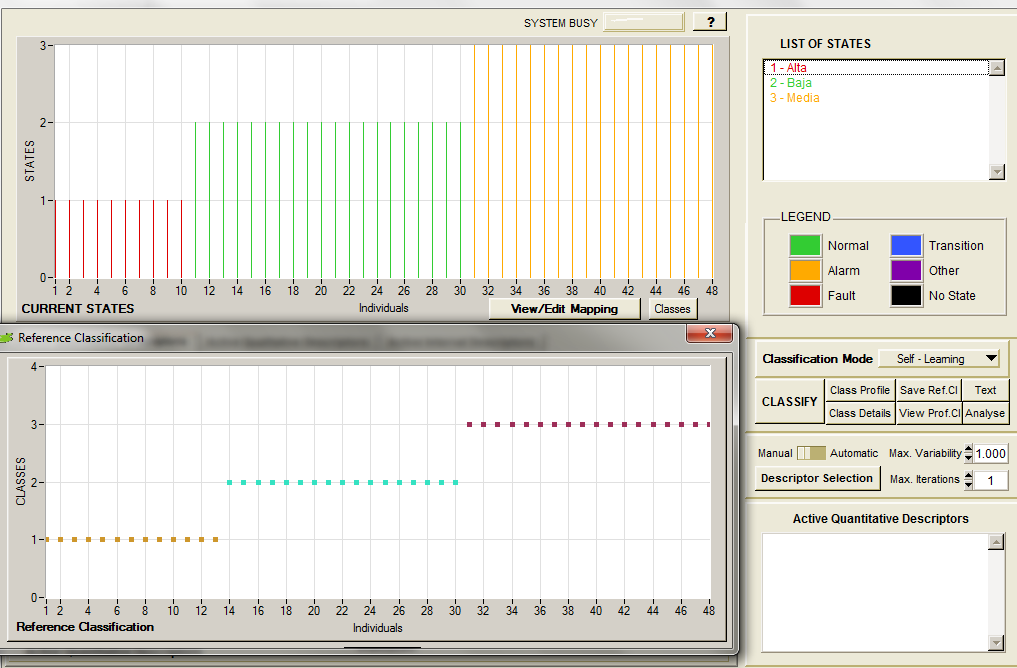 SYSTEM BUSY
?
3
2
1
0
STATES
1 2 4 6 8 10 12 14 16 18 20 22 24 26 28 30 32 34 36 38 40 42 44 46 48
CURRENT STATES
Individuals
View/Edit Mapping
Classes
LIST OF STATES
1 - Alta
2 - Baja
3 - Media
LEGEND
Normal
Transition
Alarm
Other
Fault
No State
Reference Classification
X
4
3
2
1
0
CLASSES
1 2 4 6 8 10 12 14 16 18 20 22 24 26 28 30 32 34 36 38 40 42 44 46 48
Reference Classification
Individuals
Classification Mode
Self - Learning
CLASSIFY
Class Profile
Save Ref.Cl
Text
Class Details
View Prof.Cl
Analyse
Manual
Automatic
Max. Variability
1.000
Descriptor Selection
Max. Iterations
1
Active Quantitative Descriptors